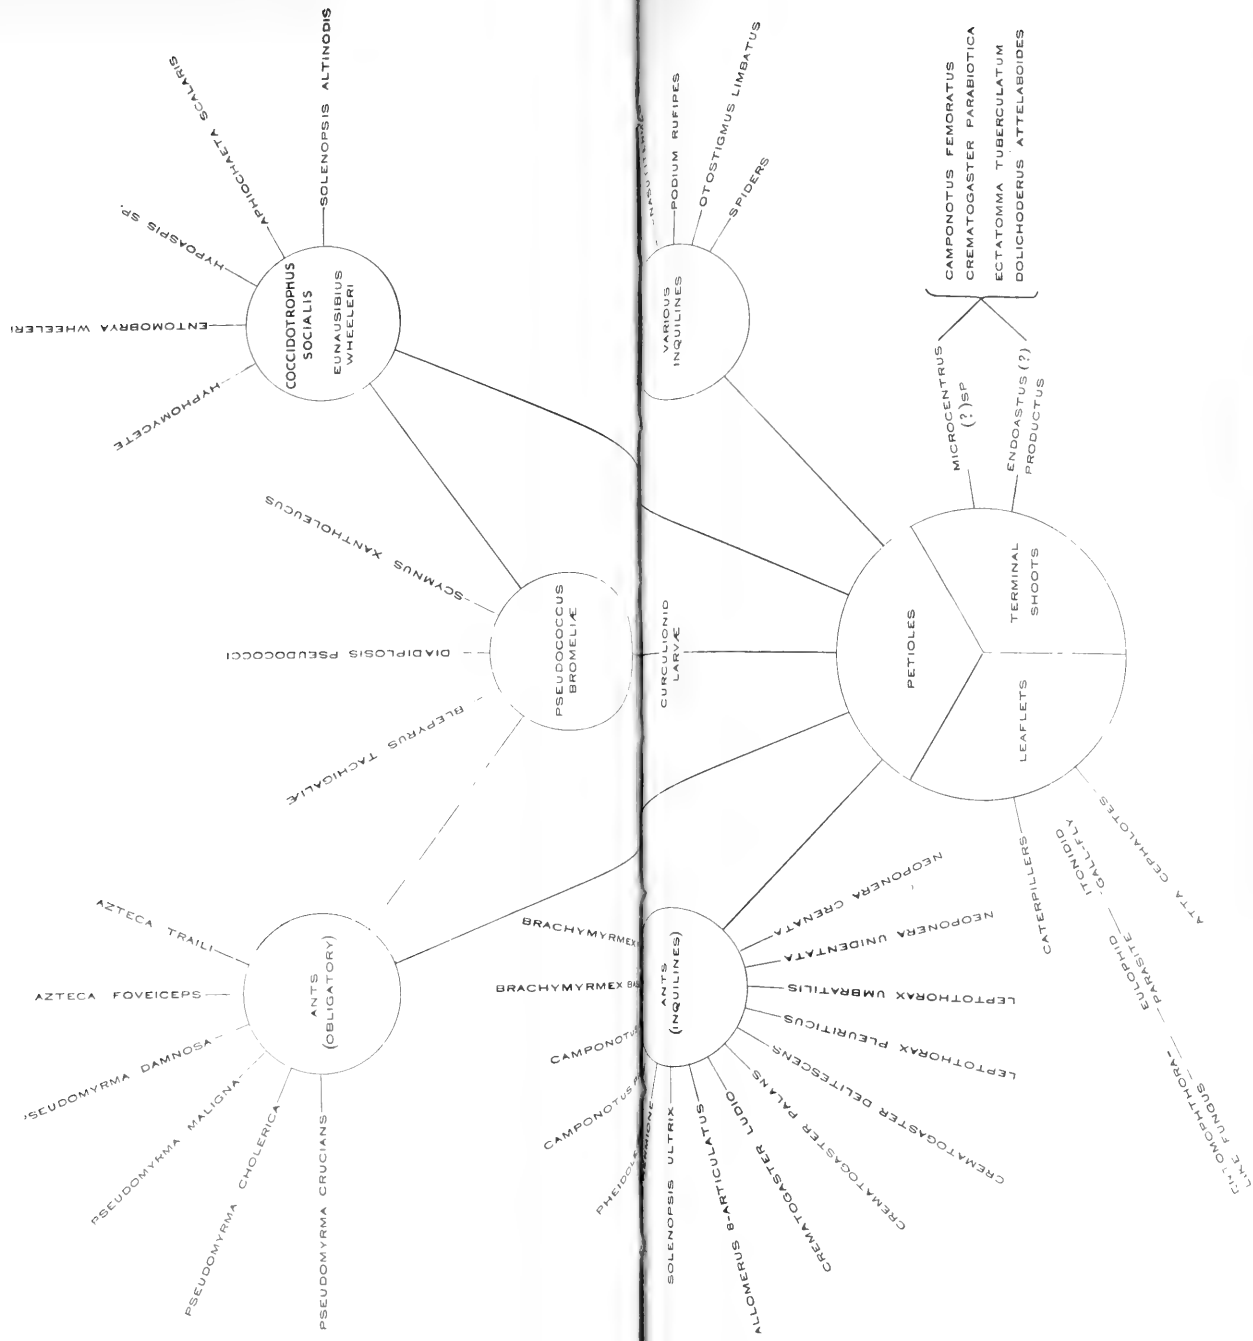 SOLENOPSIS ALTINODIS
APHIOCHAETA SCALARIS
HYPOASPIS SP.
ENTOMOBRYA WHEELERI
HYPHOMYCETE
COCCIDOTROPHUS
SOCIALIS
EUNAUSIBIUS
WHEELERI
PODIUM RUFIPES
OTOSTIGMUS LIMBATUS
SPIDERS
VARIOUS
INQUILINES
CAMPONOTUS FEMORATUS
CREMATOGASTER PARABIOTICA
ECTATOMMA TUBERCULATUM
DOLICHODERUS ATTELABOIDES
MICROCENTRUS
(?)SP
ENDOASTUS (?)
PRODUCTUS
SCYMNUS XANTHOLEUCUS
DIADIPLOSIS PSEUDOCOCCI
BLEPYRUS TACHIGALIÆ
PSEUDOCOCCUS
BROMELIÆ
CURCULIONID
LARVÆ
PETIOLES
TERMINAL
SHOOTS
LEAFLETS
ATTA CEPHALOTES
ITONIDID
GALL-FLY
EULOPHID
PARASITE
LIKE FUNGUS
CATERPILLERS
AZTECA TRAILI
AZTECA FOVEICEPS
PSEUDOMYRMA DAMNOSA
PSEUDOMYRMA MALIGNA
PSEUDOMYRMA CHOLERICA
PSEUDOMYRMA CRUCIANS
ANTS
(OBLIGATORY)
BRACHYMYRMEX
BRACHYMYRMEX
CAMPONOTUS
CAMPONOTUS
SOLENOPSIS ULTRIX
ALLOMERUS 8-ARTICULATUS
CREMATOGASTER LUDIO
CREMATOGASTER PALANS
CREMATOGASTER DELITESCENS
LEPTOTHORAX PLEURITICUS
LEPTOTHORAX UMBRATILIS
NEOPONERA UNIDENTATA
NEOPONERA CRENATA
ANTS
(INQUILINES)